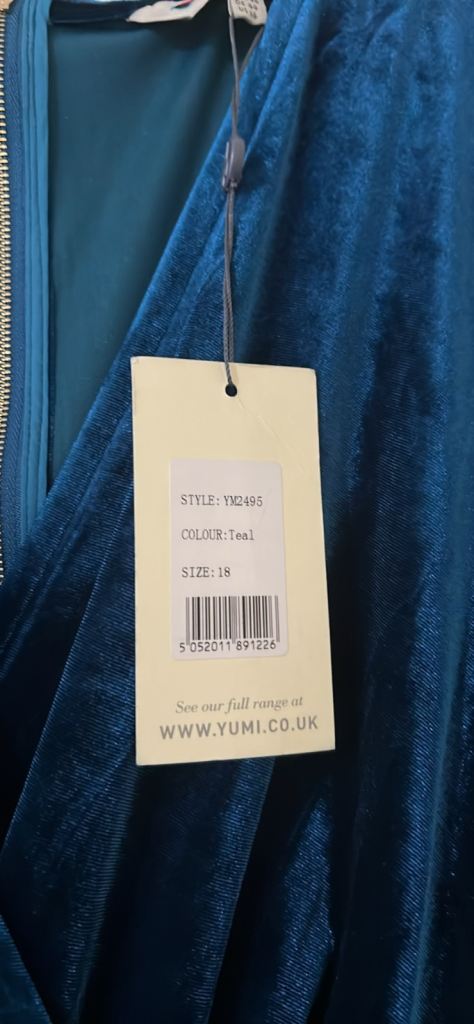 STYLE: YM2495
COLOUR:Teal
SIZE:18
5 052011 891226
See our full range at
WWW.YUMI.CO.UK